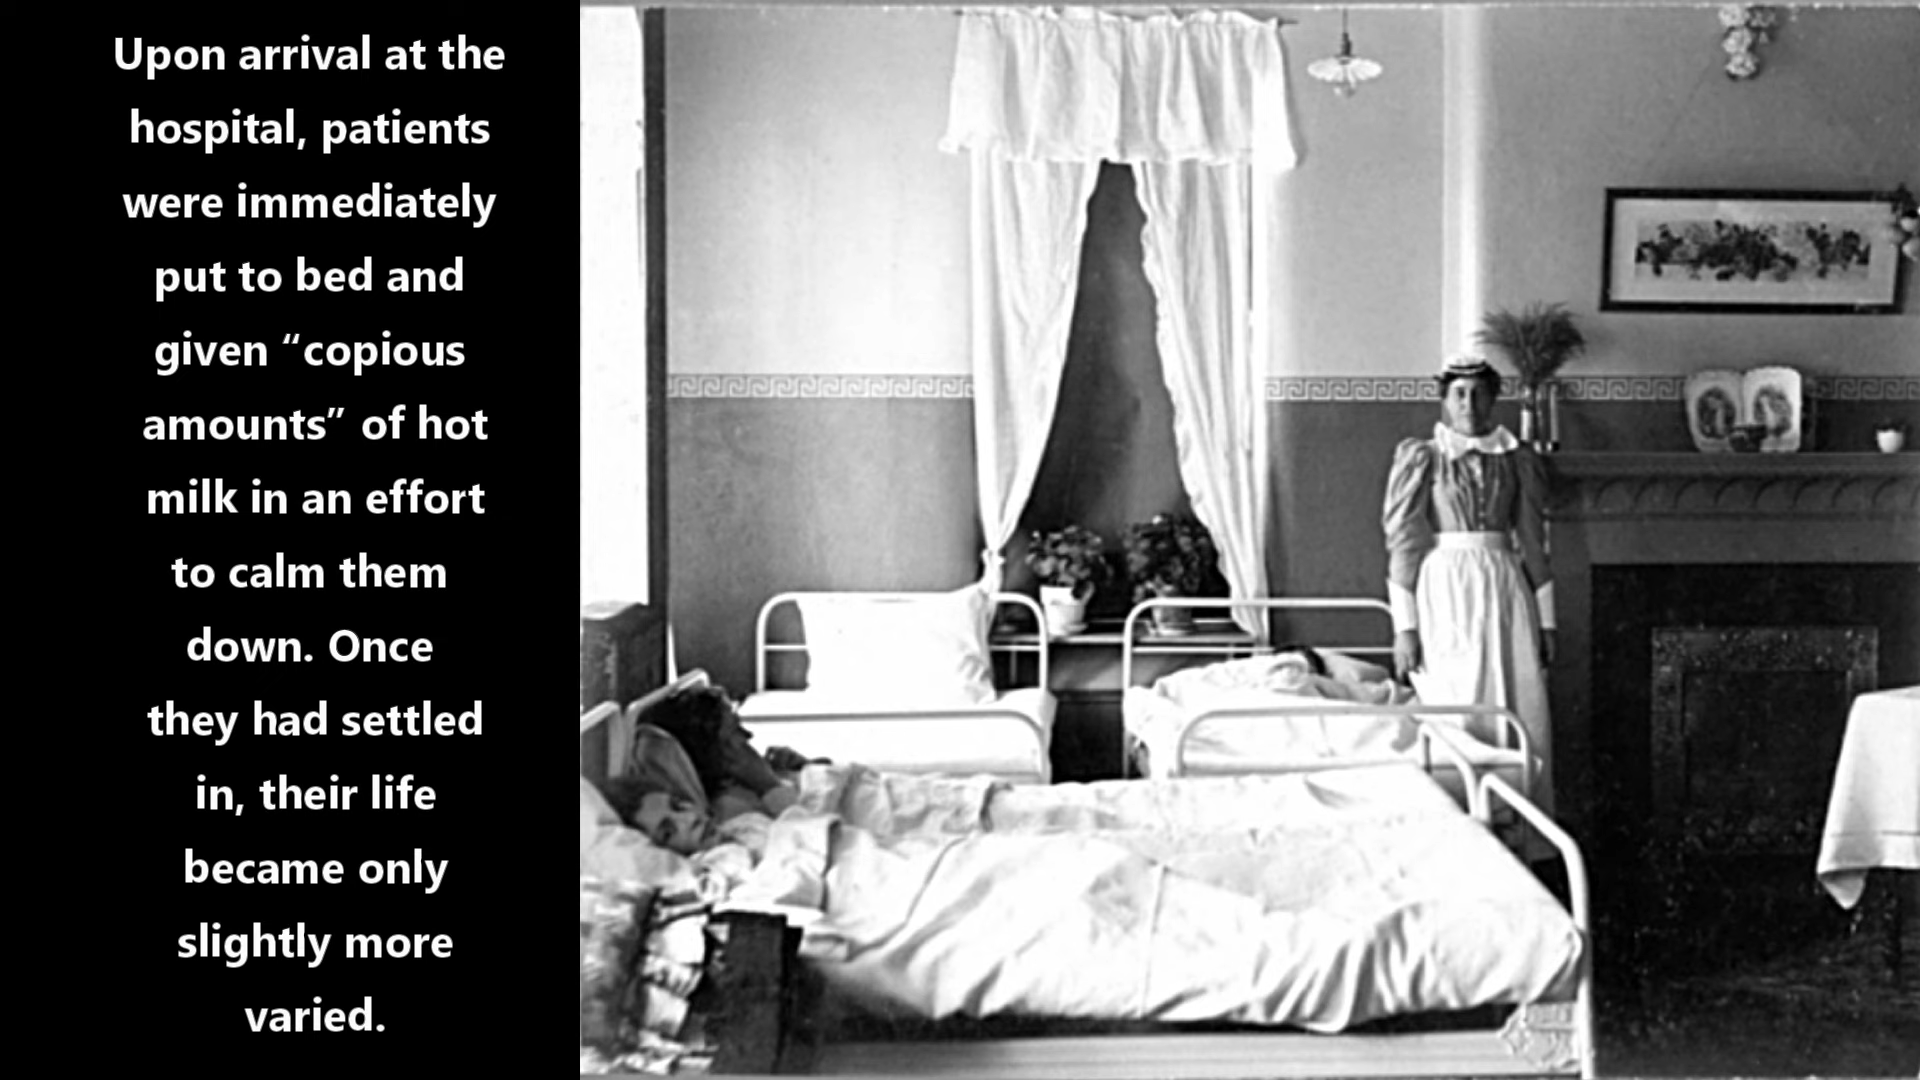 Upon arrival at the
hospital, patients
were immediately
put to bed and
given “copious
amounts” of hot
milk in an effort
to calm them
down. Once
they had settled
in, their life
became only
slightly more
varied.